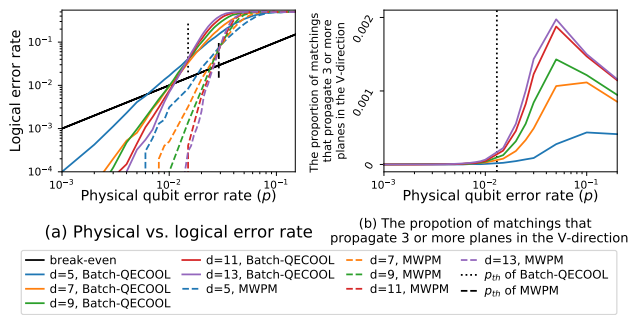 Logical error rate
10⁻¹
10⁻²
10⁻³
10⁻⁴
10⁻³
10⁻²
10⁻¹
Physical qubit error rate (p)
(a) Physical vs. logical error rate
The proportion of matchings
that propagate 3 or more
planes in the V-direction
0.002
0.001
0
10⁻³
10⁻²
10⁻¹
Physical qubit error rate (p)
(b) The propotion of matchings that
propagate 3 or more planes in the V-direction
break-even
d=5, Batch-QECOOL
d=7, Batch-QECOOL
d=9, Batch-QECOOL
d=11, Batch-QECOOL
d=13, Batch-QECOOL
d=5, MWPM
d=7, MWPM
d=9, MWPM
d=11, MWPM
d=13, MWPM
pth of Batch-QECOOL
pth of MWPM